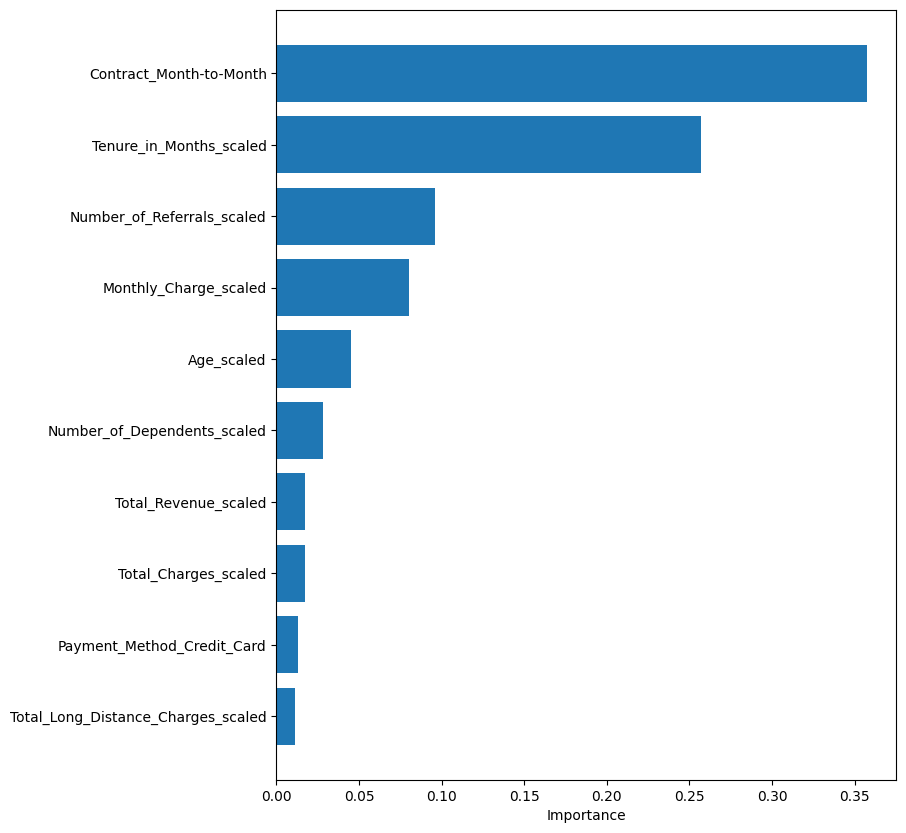 Contract_Month-to-Month
Tenure_in_Months_scaled
Number_of_Referrals_scaled
Monthly_Charge_scaled
Age_scaled
Number_of_Dependents_scaled
Total_Revenue_scaled
Total_Charges_scaled
Payment_Method_Credit_Card
Total_Long_Distance_Charges_scaled
0.00 0.05 0.10 0.15 0.20 0.25 0.30 0.35
Importance